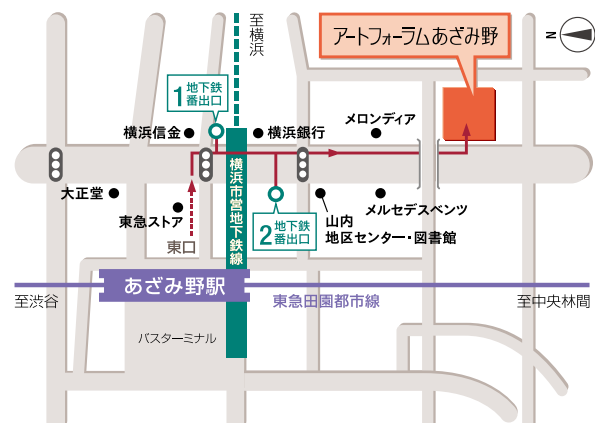 至横浜
アートフォーラムあざみ野
N
1 地下鉄
番出口
横浜信金
横浜銀行
メロンディア
大正堂
東急ストア
東口
横浜市営地下鉄線
2 地下鉄
番出口
山内
地区センター・図書館
メルセデスベンツ
あざみ野駅
至渋谷
東急田園都市線
至中央林間
バスターミナル